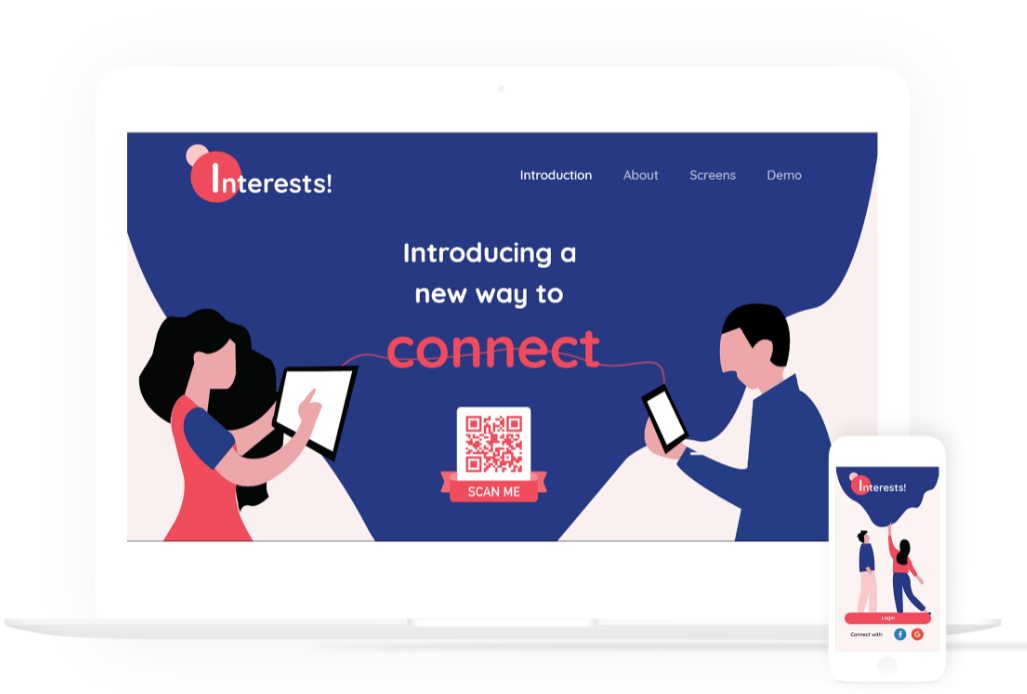 Interests!
Introduction About Screens Demo
Introducing a
new way to
connect
SCAN ME
Interests!
Login
Connect with:
f G